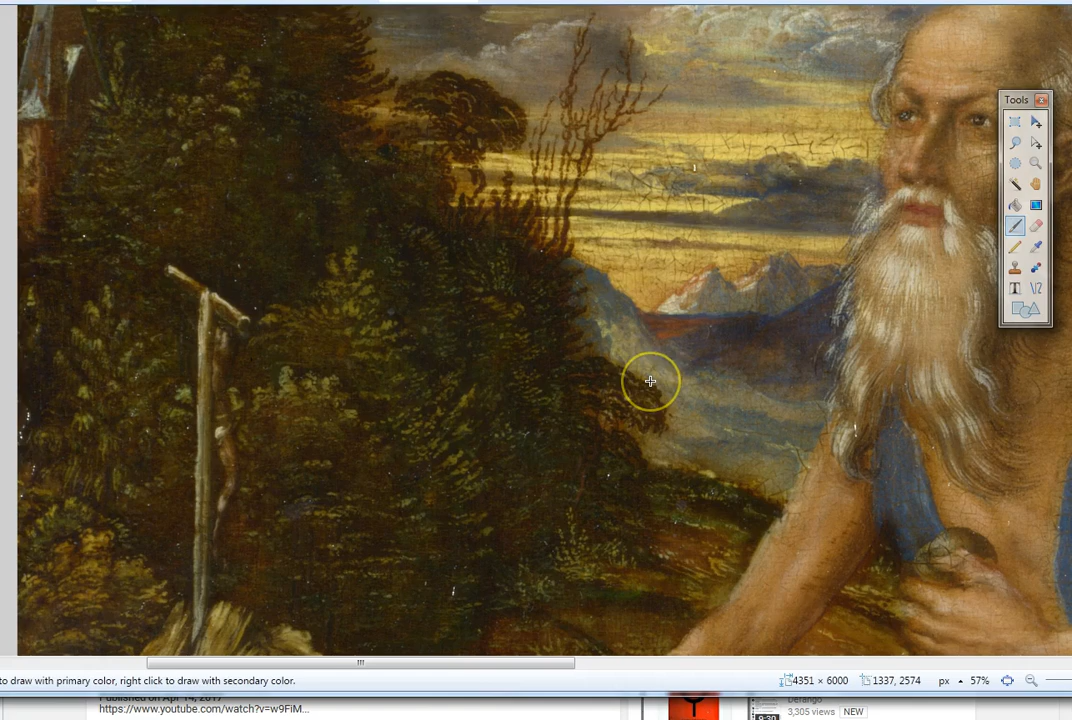 Tools
T
to draw with primary color, right click to draw with secondary color.
4351 × 6000
1337, 2574
px
57%
Published on Apr 14, 2017
https://www.youtube.com/watch?v=w9FiM...
3,305 views
NEW